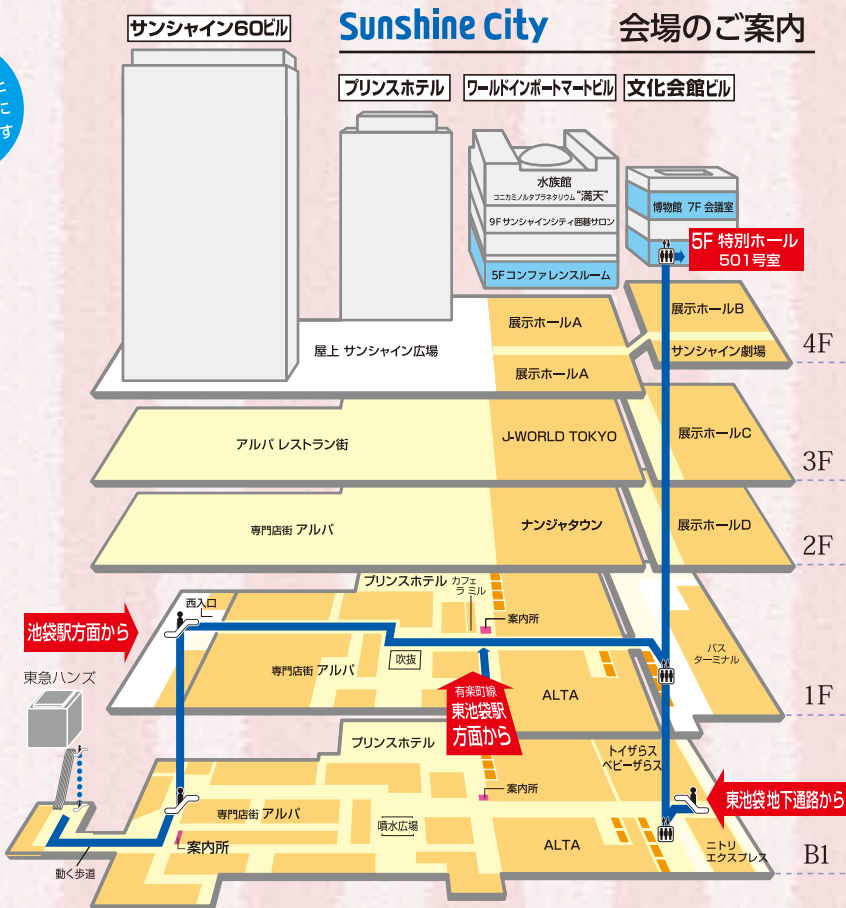 Sunshine City 会場のご案内
サンシャイン60ビル
プリンスホテル
ワールドインポートマートビル
文化会館ビル
と
に
す
水族館
コニカミノルタプラネタリウム “満天”
9F サンシャインシティ囲碁サロン
5F コンファレンスルーム
博物館 7F 会議室
5F 特別ホール
501号室
展示ホールA
展示ホールB
屋上 サンシャイン広場
サンシャイン劇場
展示ホールA
4F
アルパ レストラン街
J-WORLD TOKYO
展示ホールC
3F
専門店街 アルパ
ナンジャタウン
展示ホールD
2F
プリンスホテル
カフェ
ラ ミル
西入口
案内所
池袋駅方面から
吹抜
バス
ターミナル
専門店街 アルパ
東急ハンズ
有楽町線
東池袋駅
方面から
ALTA
1F
プリンスホテル
トイザらス
ベビーザらス
案内所
東池袋地下通路から
専門店街 アルパ
噴水広場
案内所
ALTA
ニトリ
エクスプレス
動く歩道
B1